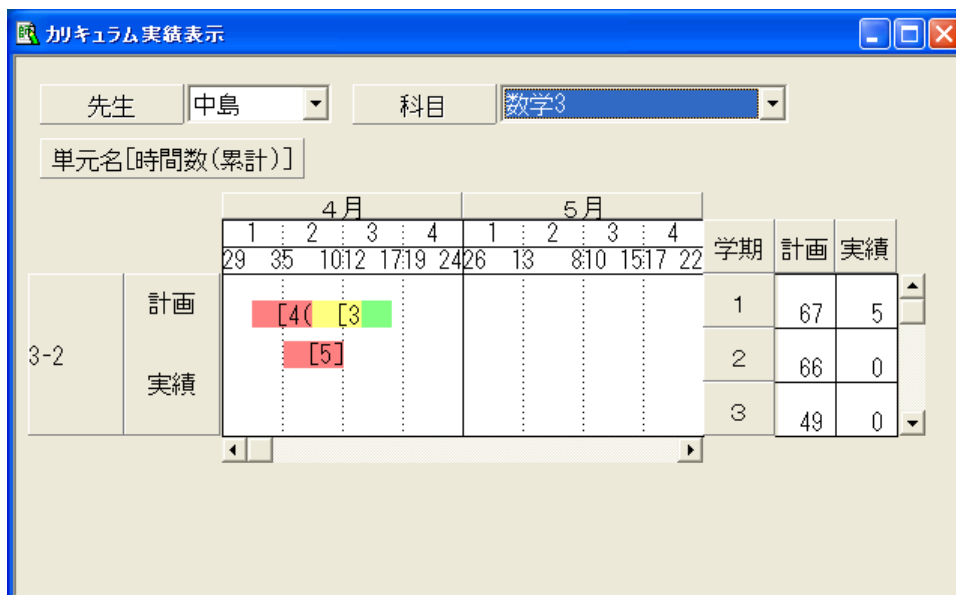 カリキュラム実績表示
先生 中島 科目 数学3
単元名[時間数(累計)]
4月 5月
1 2 3 4 1 2 3 4 学期 計画 実績
29 3 5 10 12 17 19 24 26 1 3 8 10 15 17 22
計画 [4( [3 1 67 5
3-2 [5] 2 66 0
実績 3 49 0